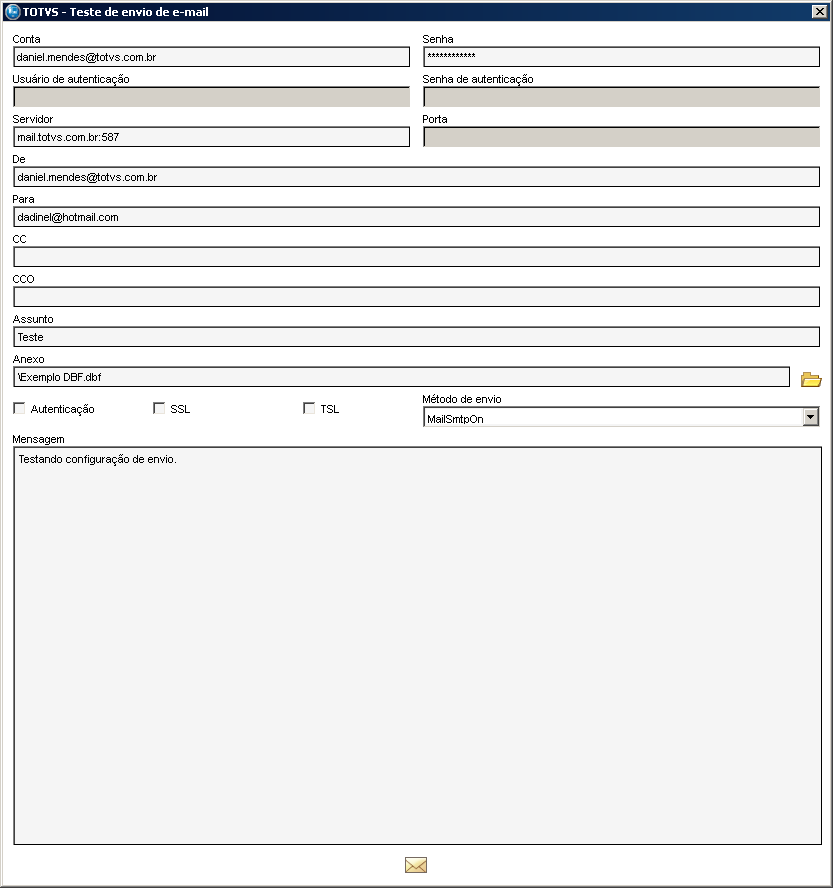 TOTVS - Teste de envio de e-mail
Conta
Senha
daniel.mendes@totvs.com.br
************
Usuário de autenticação
Senha de autenticação
Servidor
Porta
mail.totvs.com.br:587
De
daniel.mendes@totvs.com.br
Para
dadinel@hotmail.com
CC
CCO
Assunto
Teste
Anexo
\Exemplo DBF.dbf
Autenticação
SSL
TSL
Método de envio
MailSmtpOn
Mensagem
Testando configuração de envio.